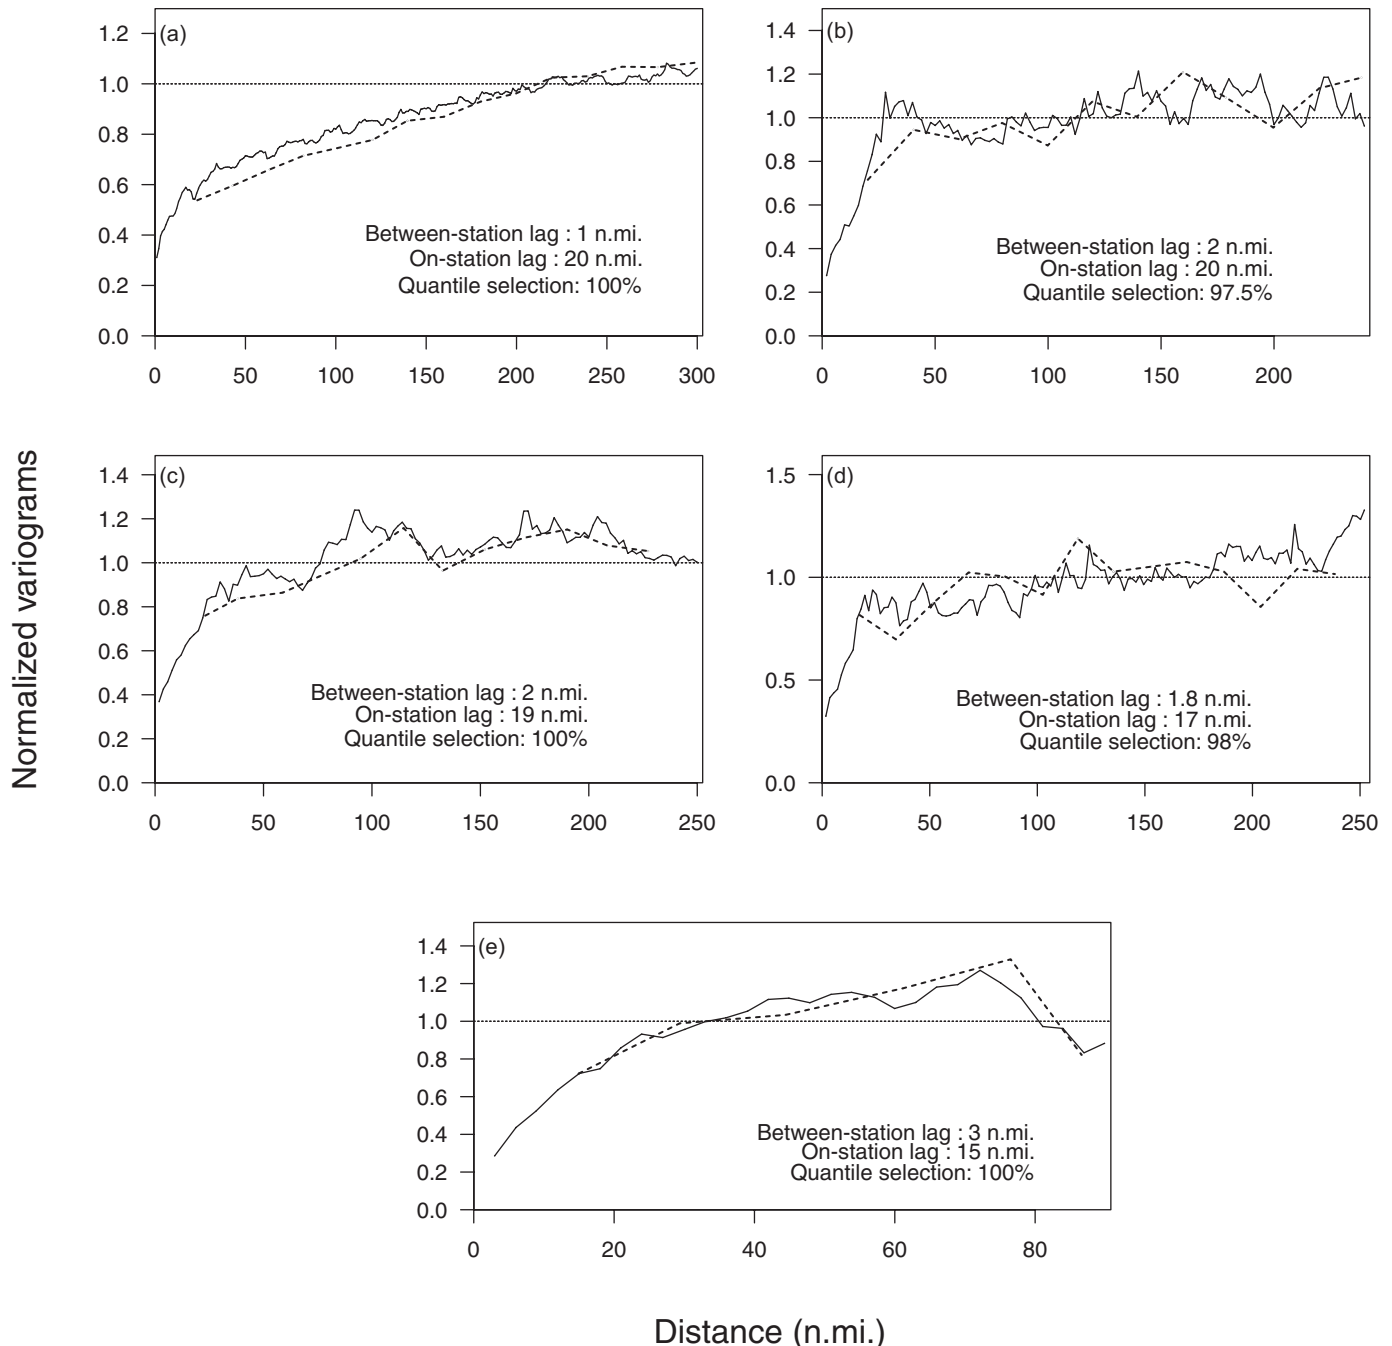 (a)
1.2
1.0
0.8
0.6
0.4
0.2
0.0
Between-station lag : 1 n.mi.
On-station lag : 20 n.mi.
Quantile selection: 100%
0 50 100 150 200 250 300
(b)
1.4
1.2
1.0
0.8
0.6
0.4
0.2
0.0
Between-station lag : 2 n.mi.
On-station lag : 20 n.mi.
Quantile selection: 97.5%
0 50 100 150 200
Normalized variograms
(c)
1.4
1.2
1.0
0.8
0.6
0.4
0.2
0.0
Between-station lag : 2 n.mi.
On-station lag : 19 n.mi.
Quantile selection: 100%
0 50 100 150 200 250
(d)
1.5
1.0
0.5
0.0
Between-station lag : 1.8 n.mi.
On-station lag : 17 n.mi.
Quantile selection: 98%
0 50 100 150 200 250
(e)
1.4
1.2
1.0
0.8
0.6
0.4
0.2
0.0
Between-station lag : 3 n.mi.
On-station lag : 15 n.mi.
Quantile selection: 100%
0 20 40 60 80
Distance (n.mi.)